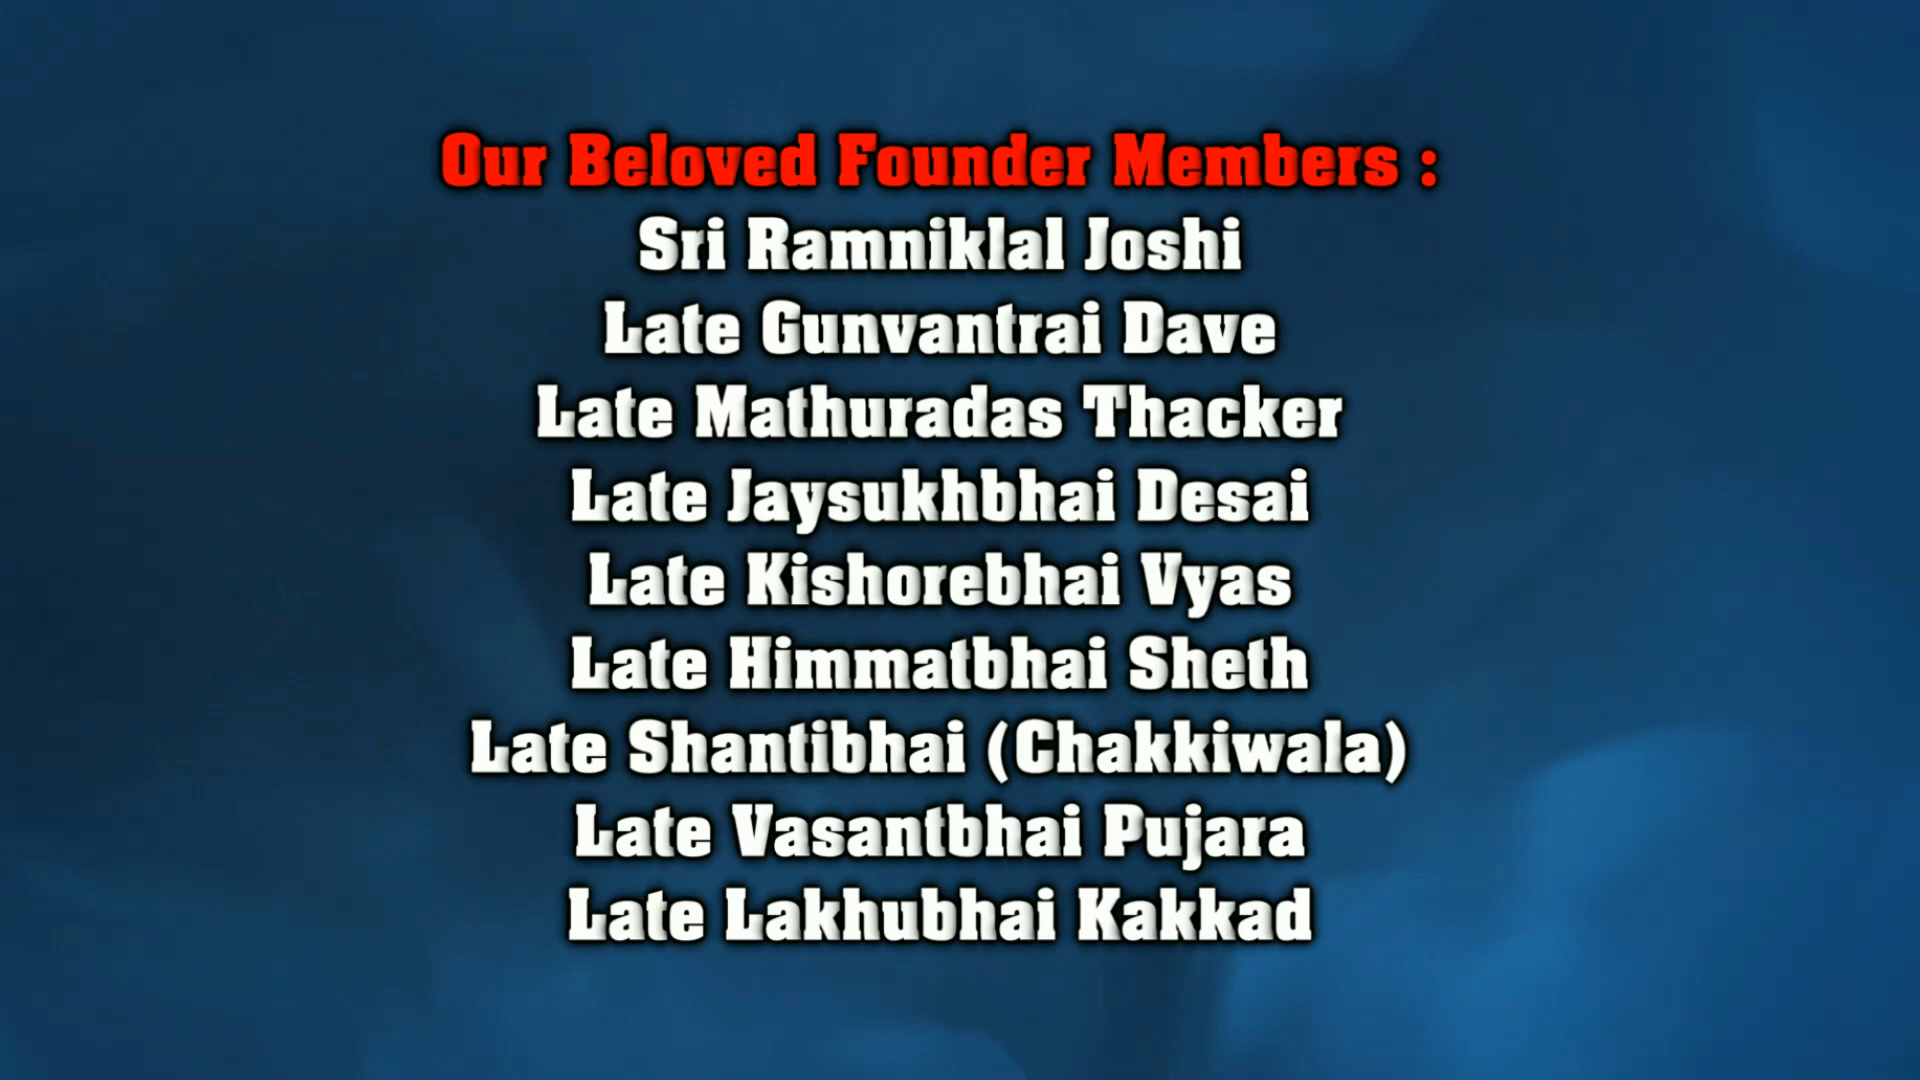 Our Beloved Founder Members :
Sri Ramniklal Joshi
Late Gunvantrai Dave
Late Mathuradas Thacker
Late Jaysukhbhai Desai
Late Kishorebhai Vyas
Late Himmatbhai Sheth
Late Shantibhai (Chakkiwala)
Late Vasantbhai Pujara
Late Lakhubhai Kakkad